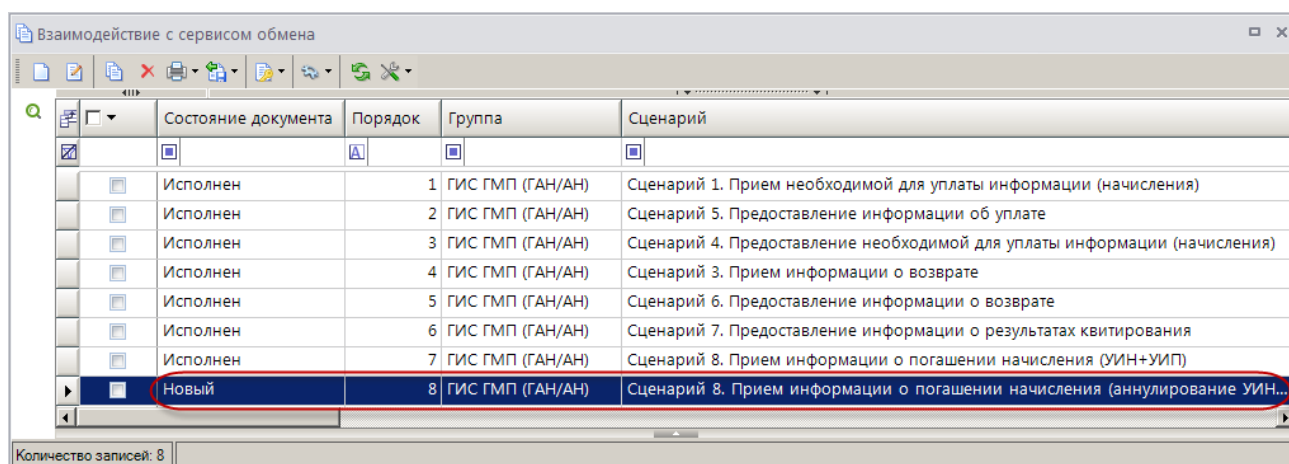 Взаимодействие с сервисом обмена
Состояние документа Порядок Группа Сценарий
Исполнен 1 ГИС ГМП (ГАН/АН) Сценарий 1. Прием необходимой для уплаты информации (начисления)
Исполнен 2 ГИС ГМП (ГАН/АН) Сценарий 5. Предоставление информации об уплате
Исполнен 3 ГИС ГМП (ГАН/АН) Сценарий 4. Предоставление необходимой для уплаты информации (начисления)
Исполнен 4 ГИС ГМП (ГАН/АН) Сценарий 3. Прием информации о возврате
Исполнен 5 ГИС ГМП (ГАН/АН) Сценарий 6. Предоставление информации о возврате
Исполнен 6 ГИС ГМП (ГАН/АН) Сценарий 7. Предоставление информации о результатах квитирования
Исполнен 7 ГИС ГМП (ГАН/АН) Сценарий 8. Прием информации о погашении начисления (УИН+УИП)
Новый 8 ГИС ГМП (ГАН/АН) Сценарий 8. Прием информации о погашении начисления (аннулирование УИН...
Количество записей: 8